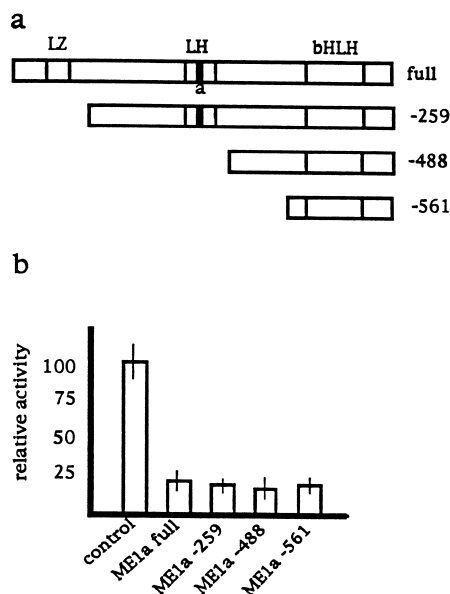 a
LZ LH bHLH
full
a
-259
-488
-561
b
relative activity
100
75
50
25
control
ME1a full
ME1a -259
ME1a -488
ME1a -561